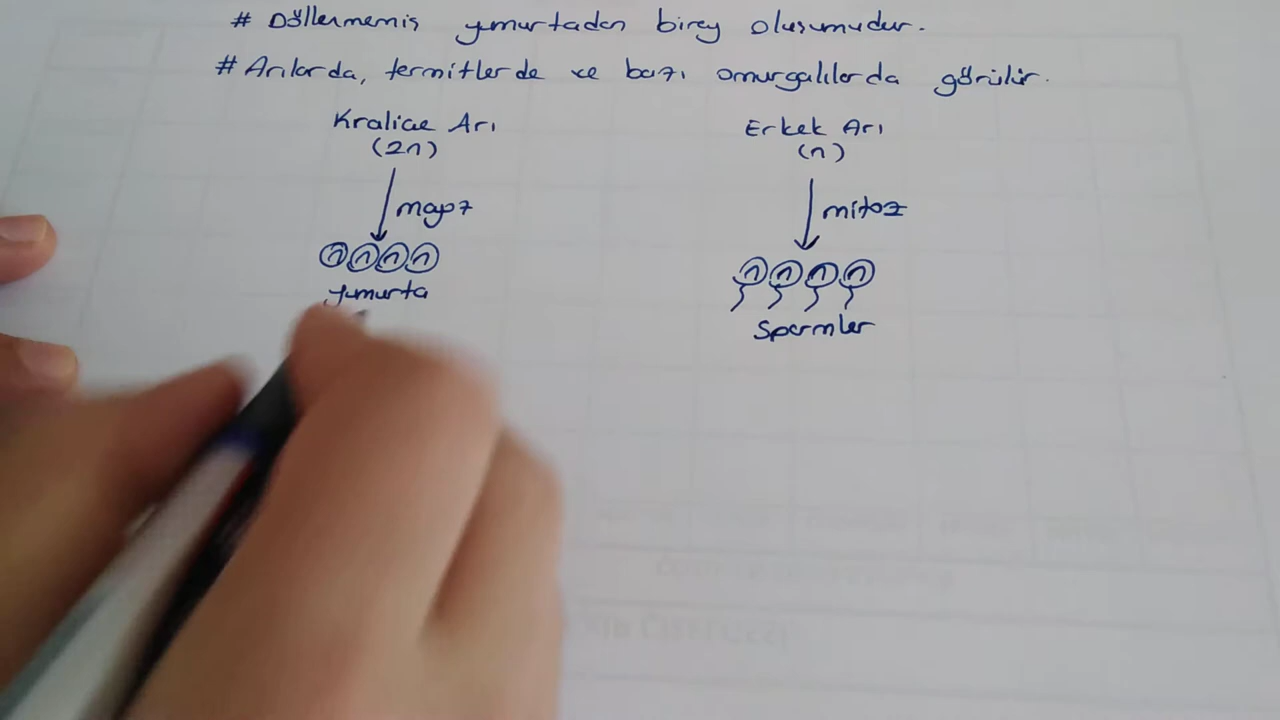 # Döllenmemiş yumurtadan birey oluşumudur.
# Arılarda, termitlerde ve bazı omurgalılarda görülür.
Kraliçe Arı
(2n)
mayoz
n n n n
yumurta
Erkek Arı
(n)
mitoz
n n n n
Spermler